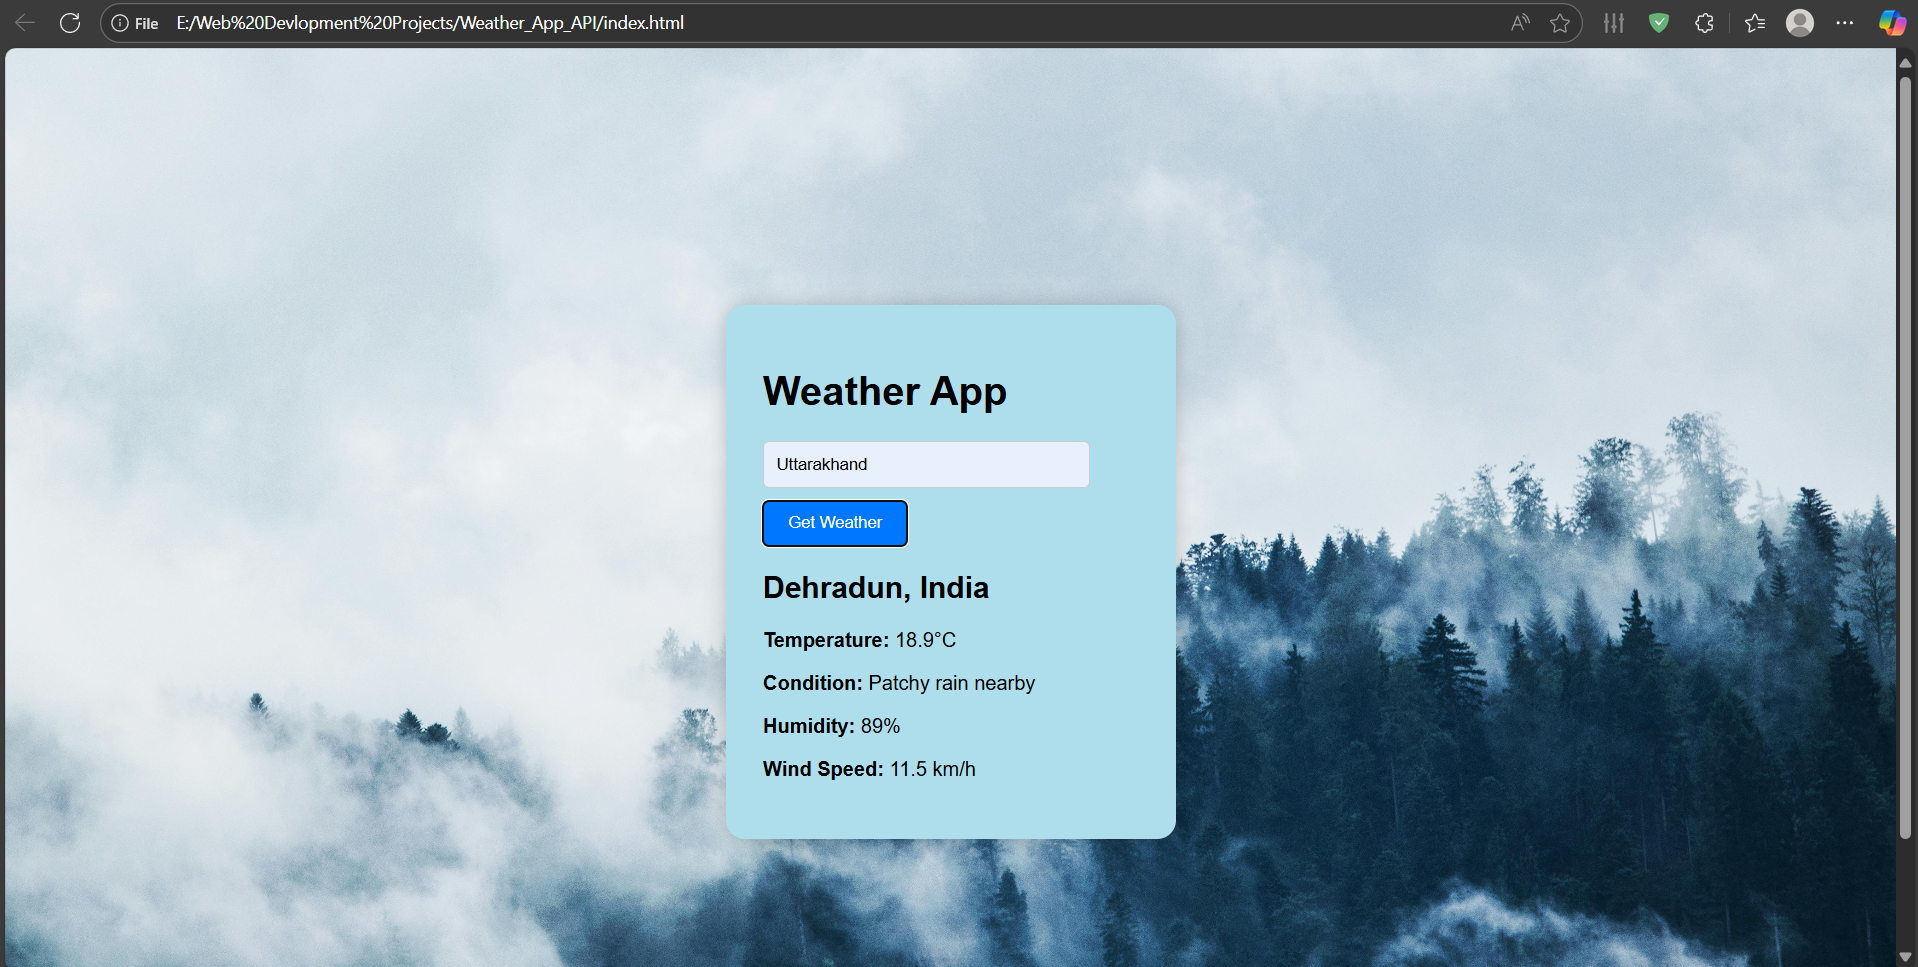 File E:/Web%20Devlopment%20Projects/Weather_App_API/index.html
Weather App
Uttarakhand
Get Weather
Dehradun, India
Temperature: 18.9°C
Condition: Patchy rain nearby
Humidity: 89%
Wind Speed: 11.5 km/h